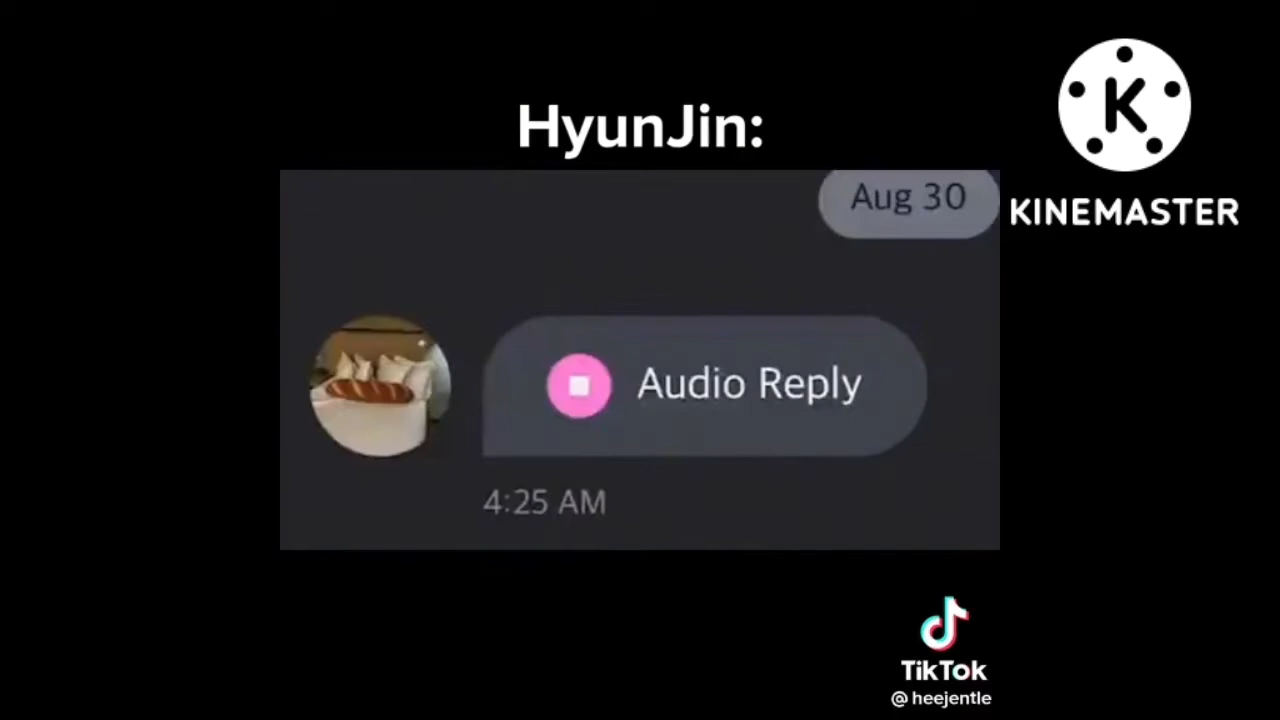 HyunJin:
Aug 30
K
KINEMASTER
Audio Reply
4:25 AM
TikTok
@heejentle